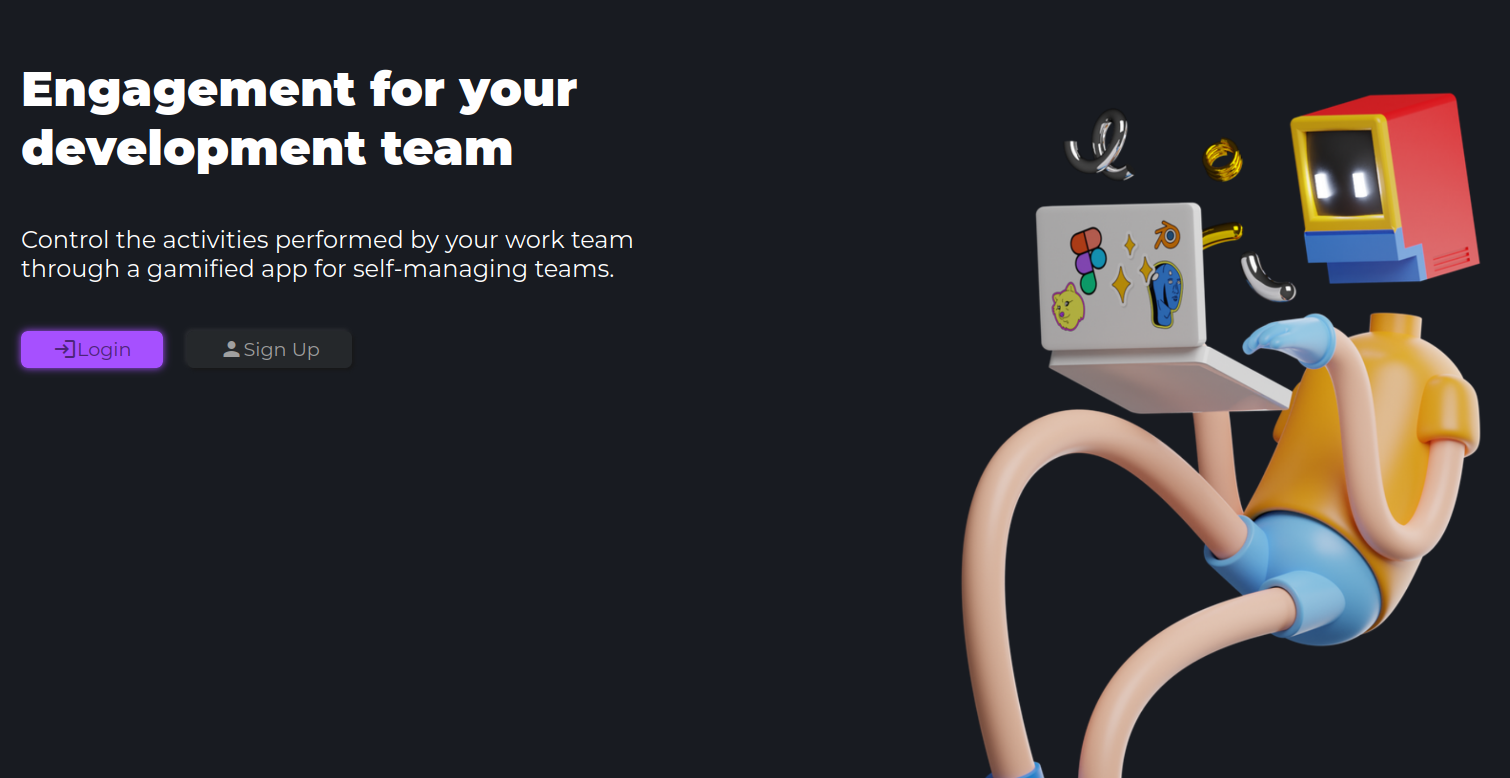 Engagement for your
development team
Control the activities performed by your work team
through a gamified app for self-managing teams.
Login
Sign Up